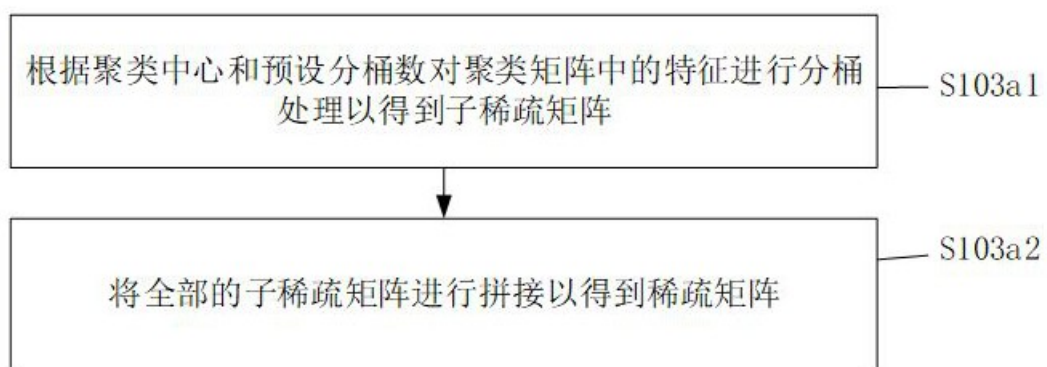 根据聚类中心和预设分桶数对聚类矩阵中的特征进行分桶
处理以得到子稀疏矩阵
S103a1
将全部的子稀疏矩阵进行拼接以得到稀疏矩阵
S103a2